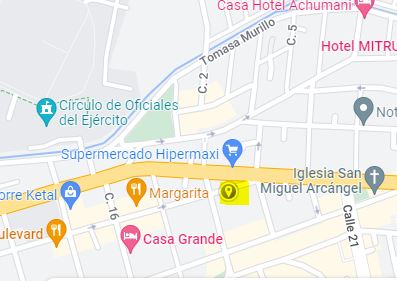 Casa Hotel Achumani
Tomasa Murillo
C. 5
Hotel MITRU
C. 2
Círculo de Oficiales
del Ejército
Not
Supermercado Hipermaxi
Iglesia San
Miguel Arcángel
orre Ketal
C. 16
Margarita
Calle 21
ulevard
Casa Grande